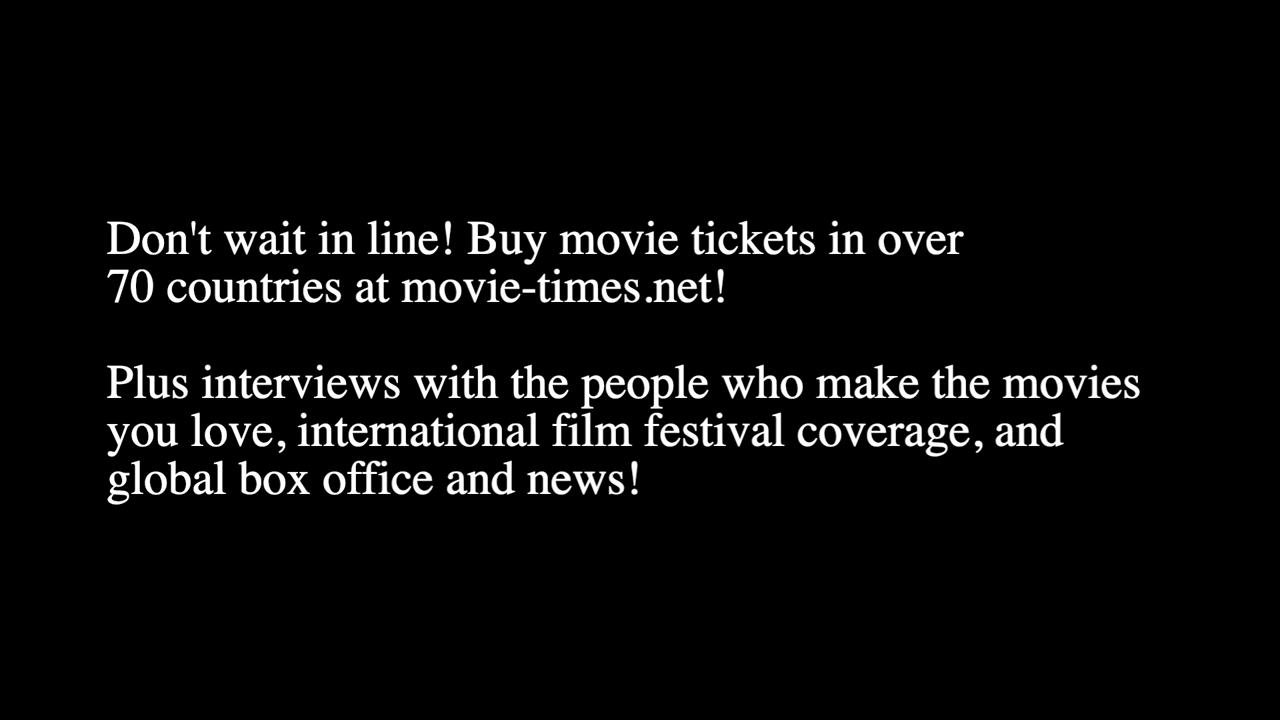 Don't wait in line! Buy movie tickets in over
70 countries at movie-times.net!
Plus interviews with the people who make the movies
you love, international film festival coverage, and
global box office and news!